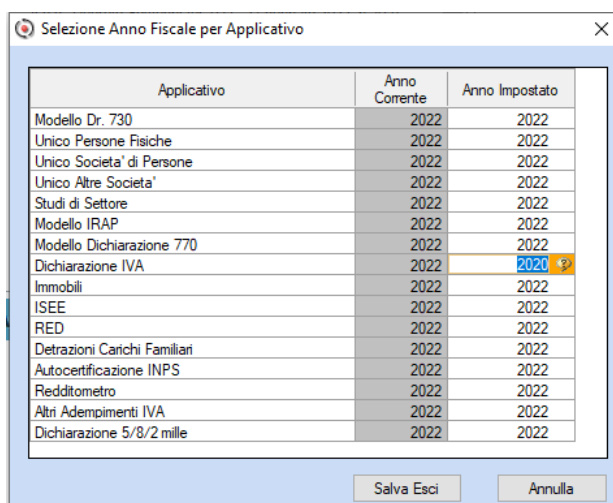 Selezione Anno Fiscale per Applicativo
Applicativo Anno Corrente Anno Impostato
Modello Dr. 730 2022 2022
Unico Persone Fisiche 2022 2022
Unico Societa' di Persone 2022 2022
Unico Altre Societa' 2022 2022
Studi di Settore 2022 2022
Modello IRAP 2022 2022
Modello Dichiarazione 770 2022 2022
Dichiarazione IVA 2022 2020
Immobili 2022 2022
ISEE 2022 2022
RED 2022 2022
Detrazioni Carichi Familiari 2022 2022
Autocertificazione INPS 2022 2022
Redditometro 2022 2022
Altri Adempimenti IVA 2022 2022
Dichiarazione 5/8/2 mille 2022 2022
Salva Esci Annulla